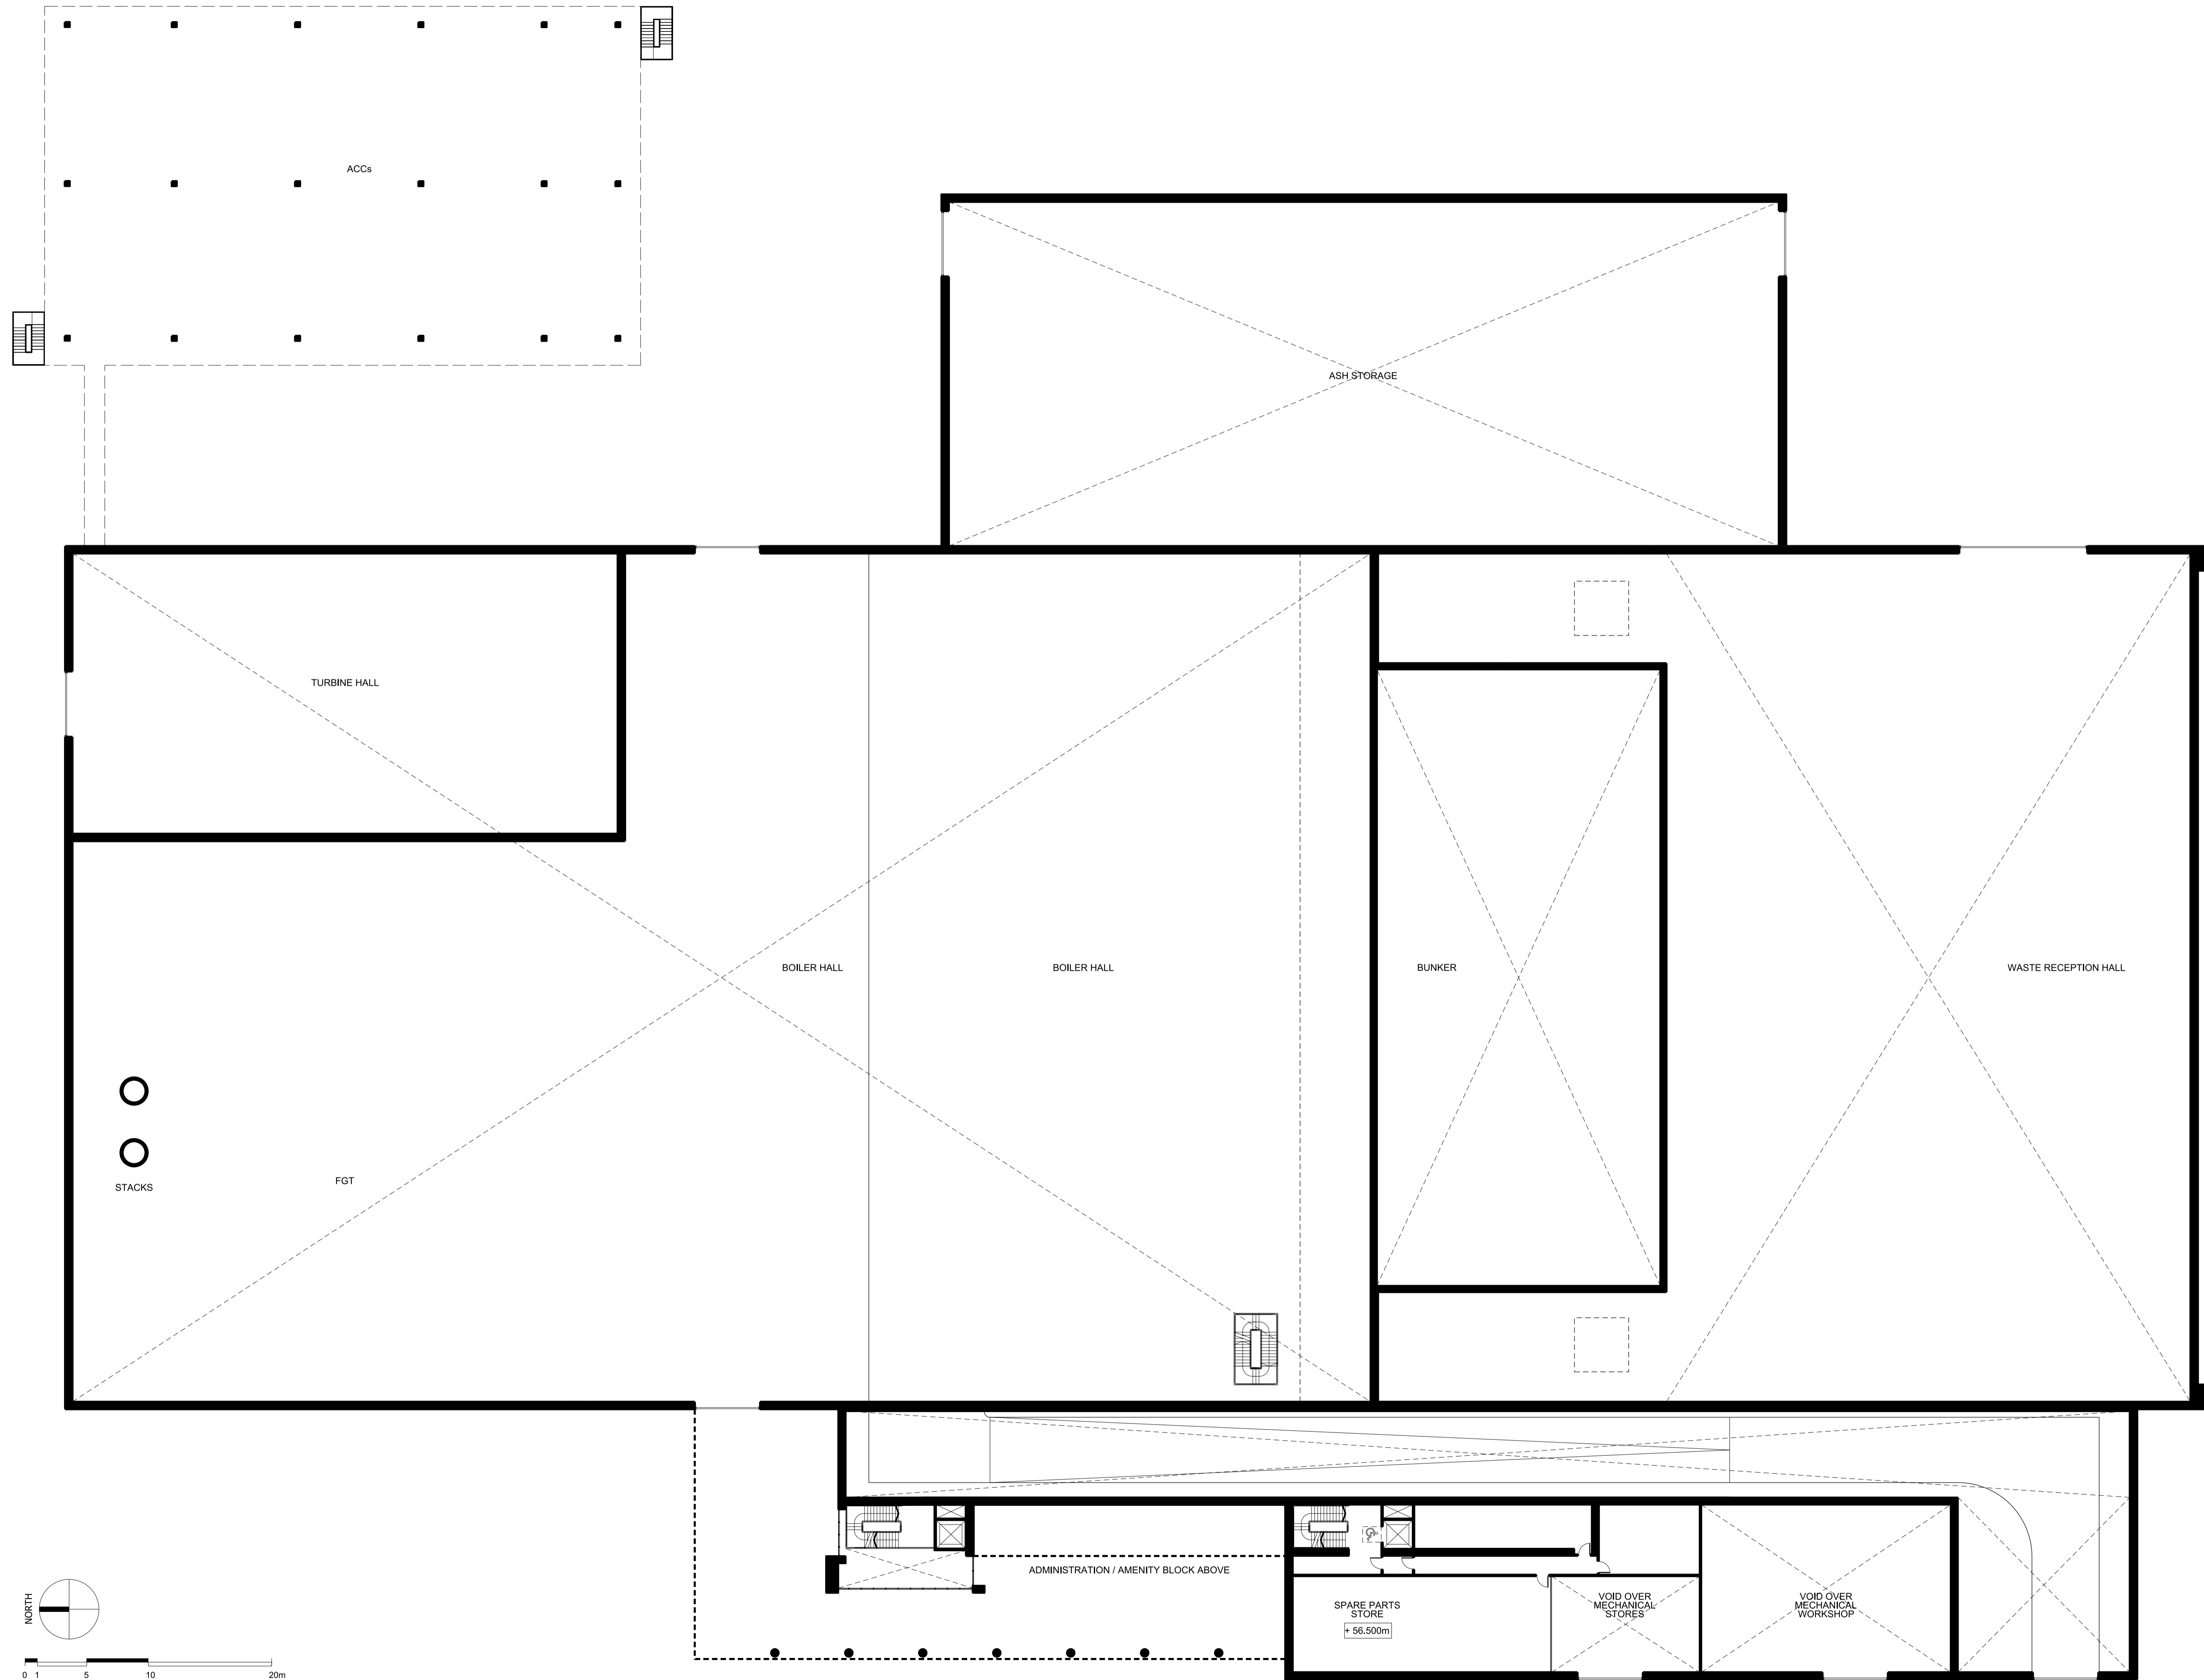 ACCs
ASH STORAGE
TURBINE HALL
BOILER HALL
BOILER HALL
BUNKER
WASTE RECEPTION HALL
STACKS
FGT
ADMINISTRATION / AMENITY BLOCK ABOVE
SPARE PARTS
STORE
+ 56.500m
VOID OVER
MECHANICAL
STORES
VOID OVER
MECHANICAL
WORKSHOP
NORTH
0 1 5 10 20m